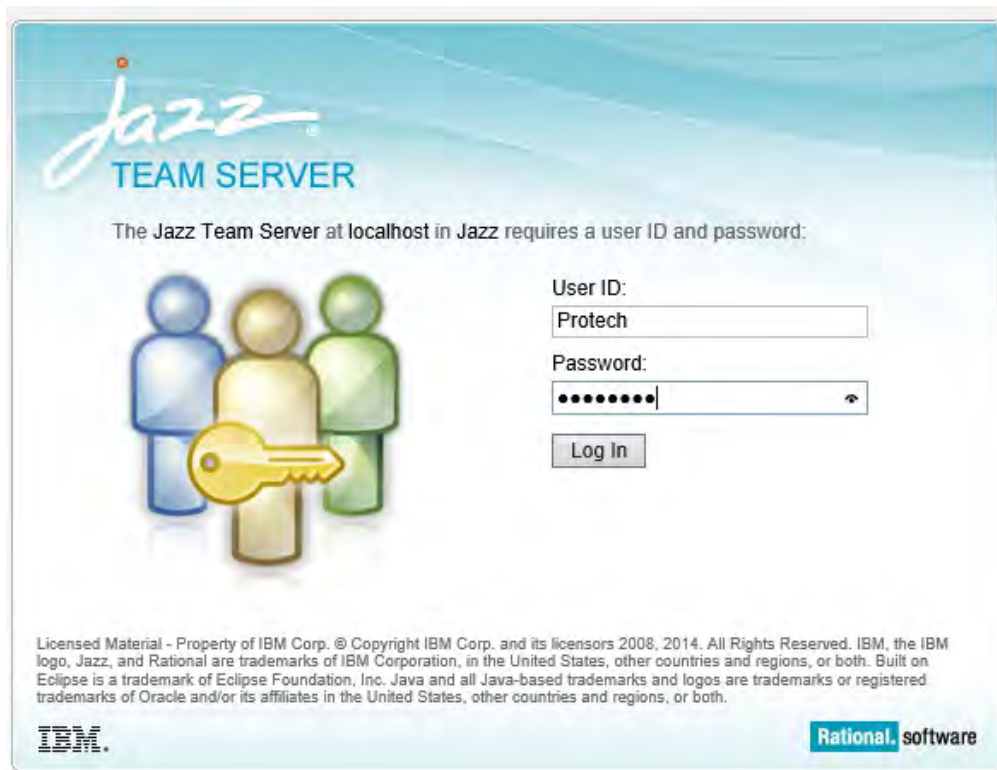 jazz
TEAM SERVER
The Jazz Team Server at localhost in Jazz requires a user ID and password:
User ID:
Protech
Password:
●●●●●●●●
Log In
Licensed Material - Property of IBM Corp. © Copyright IBM Corp. and its licensors 2008, 2014. All Rights Reserved. IBM, the IBM
logo, Jazz, and Rational are trademarks of IBM Corporation, in the United States, other countries and regions, or both. Built on
Eclipse is a trademark of Eclipse Foundation, Inc. Java and all Java-based trademarks and logos are trademarks or registered
trademarks of Oracle and/or its affiliates in the United States, other countries and regions, or both.
IBM.
Rational. software